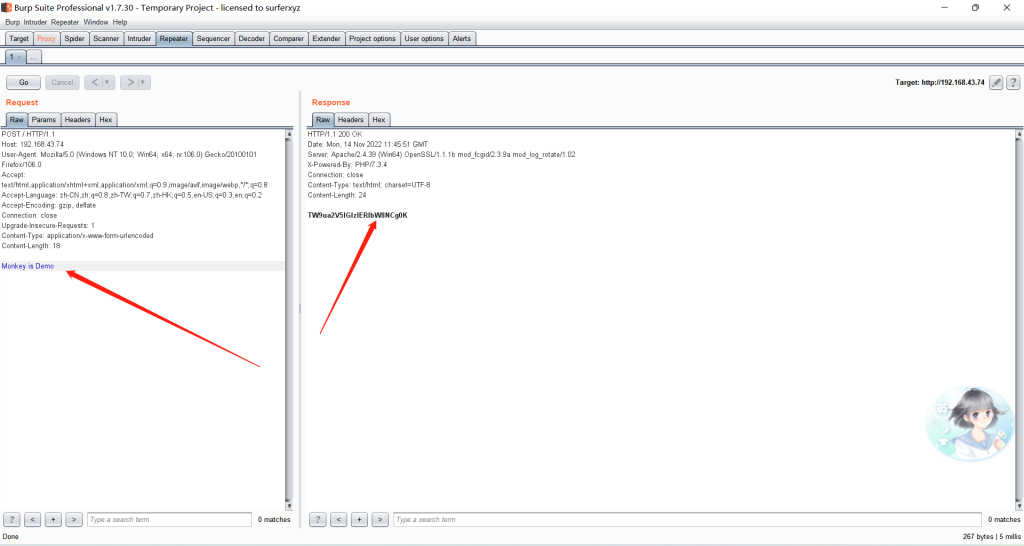 Burp Suite Professional v1.7.30 - Temporary Project - licensed to surferxyz
Burp Intruder Repeater Window Help
Target Proxy Spider Scanner Intruder Repeater Sequencer Decoder Comparer Extender Project options User options Alerts
1 × ...
Go Cancel < | ▼ > | ▼ Target: http://192.168.43.74 ?
Request
Raw Params Headers Hex
POST / HTTP/1.1
Host: 192.168.43.74
User-Agent: Mozilla/5.0 (Windows NT 10.0; Win64; x64; rv:106.0) Gecko/20100101
Firefox/106.0
Accept:
text/html,application/xhtml+xml,application/xml;q=0.9,image/avif,image/webp,*/*;q=0.8
Accept-Language: zh-CN,zh;q=0.8,zh-TW;q=0.7,zh-HK;q=0.5,en-US;q=0.3,en;q=0.2
Accept-Encoding: gzip, deflate
Connection: close
Upgrade-Insecure-Requests: 1
Content-Type: application/x-www-form-urlencoded
Content-Length: 18
Monkey is Demo
? < + > Type a search term 0 matches
Response
Raw Headers Hex
HTTP/1.1 200 OK
Date: Mon, 14 Nov 2022 11:45:51 GMT
Server: Apache/2.4.39 (Win64) OpenSSL/1.1.1b mod_fcgid/2.3.9a mod_log_rotate/1.02
X-Powered-By: PHP/7.3.4
Connection: close
Content-Type: text/html; charset=UTF-8
Content-Length: 24
TW9ua2V5IGlzIERlbW8NCg0K
? < + > Type a search term 0 matches
Done 267 bytes | 5 millis